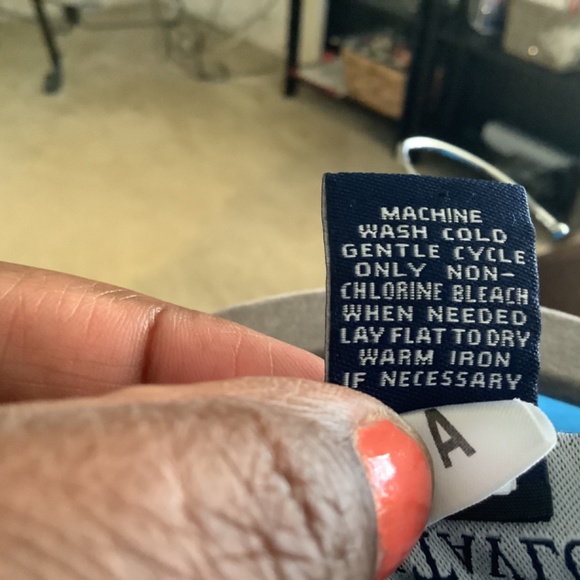 MACHINE
WASH COLD
GENTLE CYCLE
ONLY NON-
CHLORINE BLEACH
WHEN NEEDED
LAY FLAT TO DRY
WARM IRON
IF NECESSARY
A